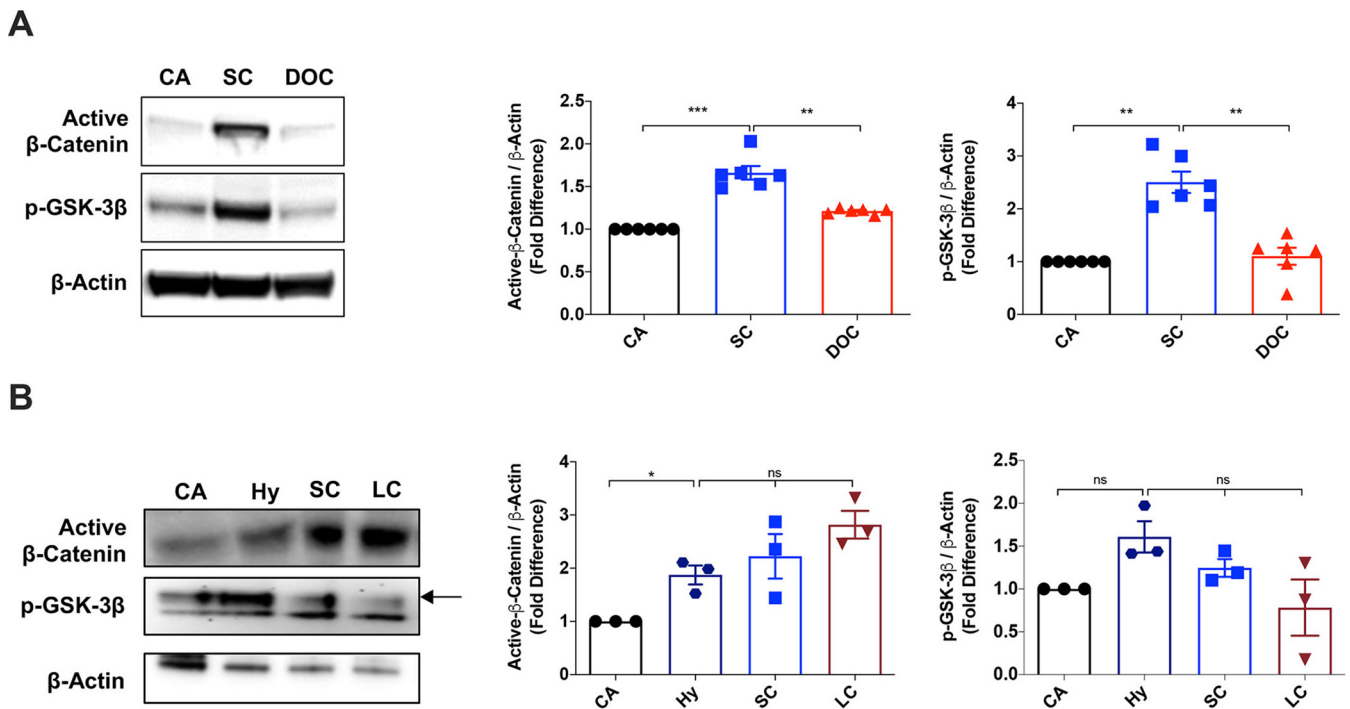 A
CA SC DOC
Active
β-Catenin
p-GSK-3β
β-Actin
Active-β-Catenin / β-Actin
(Fold Difference)
2.5
2.0
1.5
1.0
0.5
0.0
*** **
CA SC DOC
p-GSK-3β / β-Actin
(Fold Difference)
4
3
2
1
0
** **
CA SC DOC
B
CA Hy SC LC
Active
β-Catenin
p-GSK-3β
β-Actin
Active-β-Catenin / β-Actin
(Fold Difference)
4
3
2
1
0
* ns
CA Hy SC LC
p-GSK-3β / β-Actin
(Fold Difference)
2.5
2.0
1.5
1.0
0.5
0.0
ns ns
CA Hy SC LC